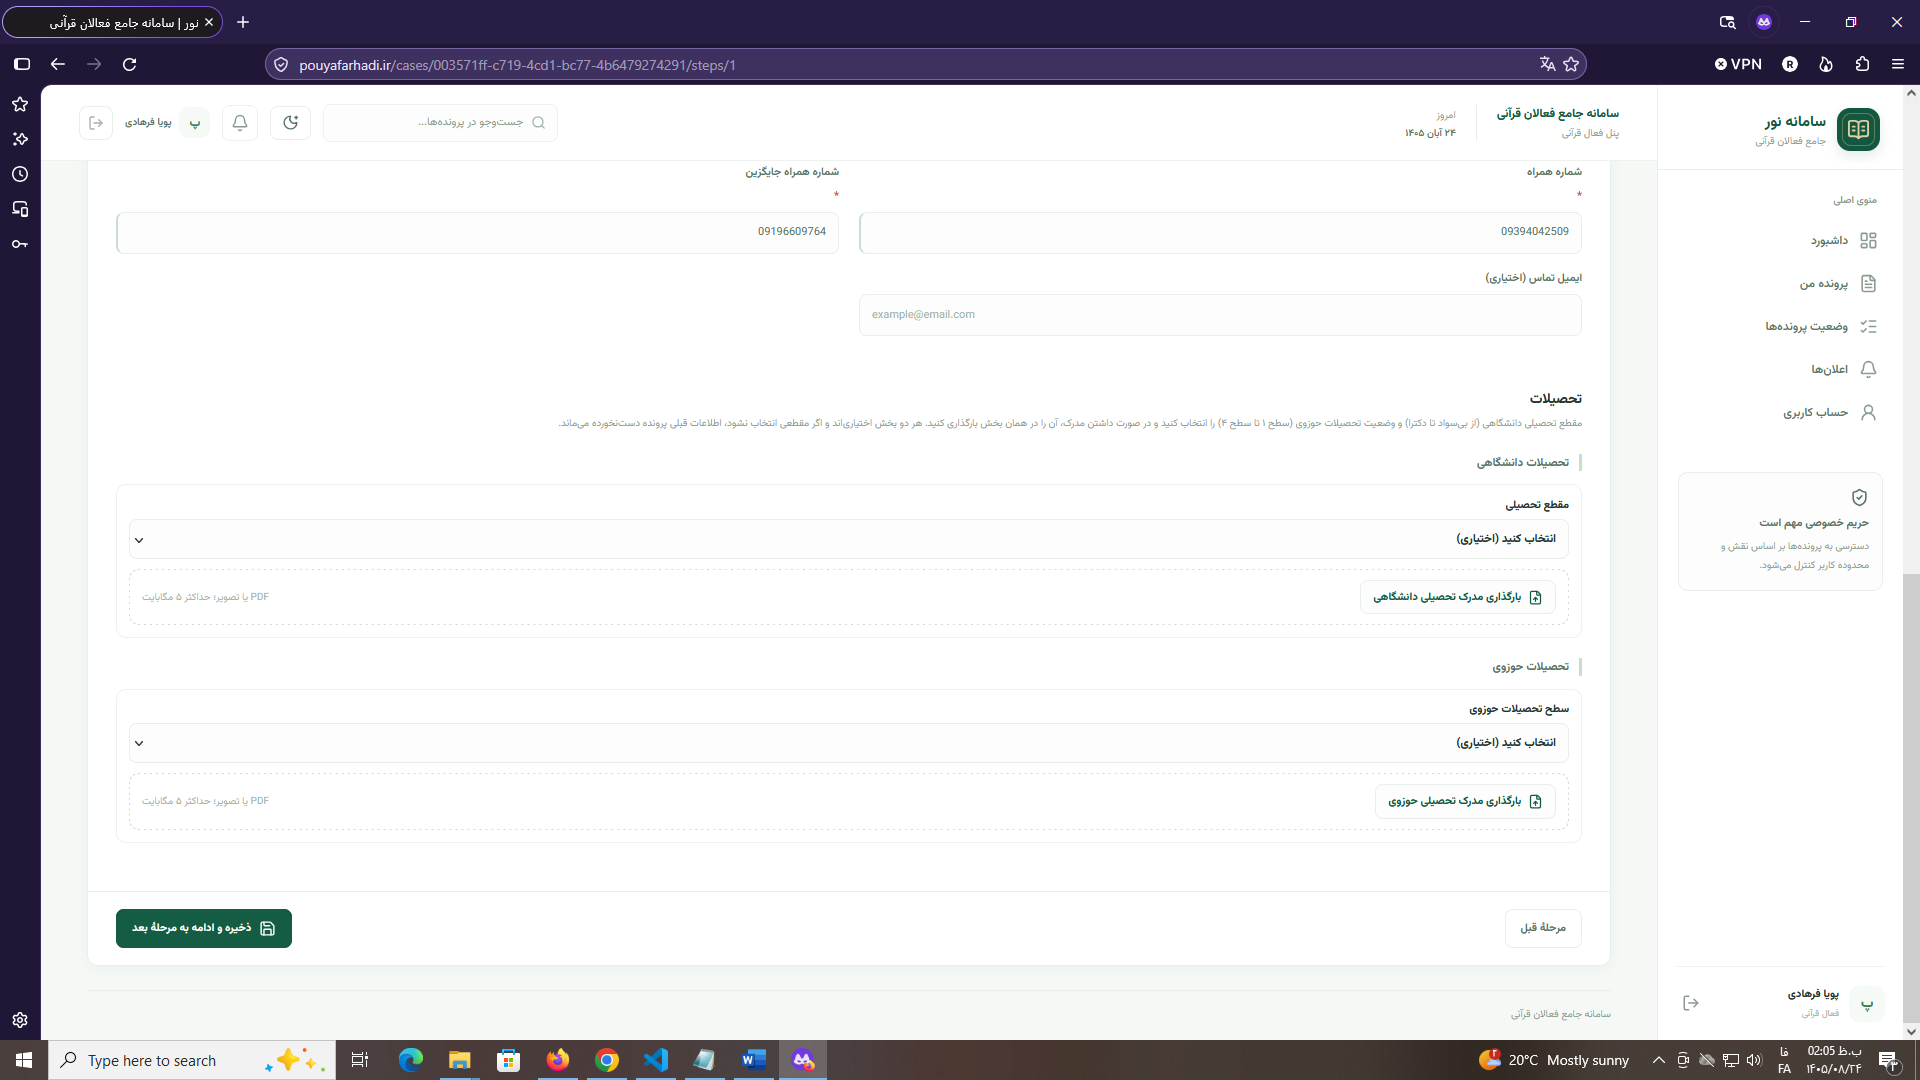 نور | سامانه جامع فعالان قرآنی
pouyafarhadi.ir/cases/003571ff-c719-4cd1-bc77-4b6479274291/steps/1
VPN
سامانه نور
جامع فعالان قرآنی
سامانه جامع فعالان قرآنی
پنل فعال قرآنی
امروز
۲۴ آبان ۱۴۰۵
جست‌وجو در پرونده‌ها...
پ
پویا فرهادی
منوی اصلی
داشبورد
پرونده من
وضعیت پرونده‌ها
اعلان‌ها
حساب کاربری
حریم خصوصی مهم است
دسترسی به پرونده‌ها بر اساس نقش و
محدوده کاربر کنترل می‌شود.
پویا فرهادی
فعال قرآنی
پ
شماره همراه
*
09394042509
شماره همراه جایگزین
*
09196609764
ایمیل تماس (اختیاری)
example@email.com
تحصیلات
مقطع تحصیلی دانشگاهی (از بی‌سواد تا دکترا) و وضعیت تحصیلات حوزوی (سطح ۱ تا سطح ۴) را انتخاب کنید و در صورت داشتن مدرک، آن را در همان بخش بارگذاری کنید. هر دو بخش اختیاری‌اند و اگر مقطعی انتخاب نشود، اطلاعات قبلی پرونده دست‌نخورده می‌ماند.
تحصیلات دانشگاهی
مقطع تحصیلی
انتخاب کنید (اختیاری)
بارگذاری مدرک تحصیلی دانشگاهی
PDF یا تصویر؛ حداکثر ۵ مگابایت
تحصیلات حوزوی
سطح تحصیلات حوزوی
انتخاب کنید (اختیاری)
بارگذاری مدرک تحصیلی حوزوی
PDF یا تصویر؛ حداکثر ۵ مگابایت
مرحلهٔ قبل
ذخیره و ادامه به مرحلهٔ بعد
سامانه جامع فعالان قرآنی
Type here to search
20°C Mostly sunny
فا
FA
02:05 ب.ظ
۱۴۰۵/۰۸/۲۴